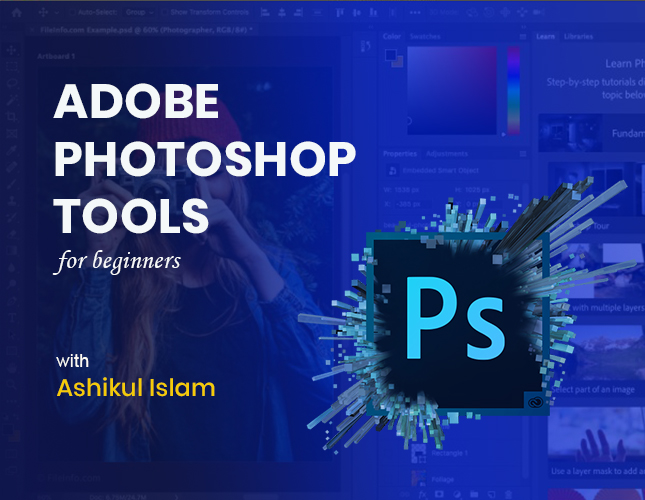 Auto-Select: Group Show Transform Controls
FileInfo.com Example.psd @ 60% (Photographer, RGB/8#) *
Artboard 1
Color Swatches
Learn Libraries
Learn Ph
Step-by-step tutorials di
topic belo
Fundam
Properties Adjustments
Embedded Smart Object
ADOBE
PHOTOSHOP
TOOLS
for beginners
tour
Ps
with multiple layers
with
Ashikul Islam
elect part of an image
Rectangle 1
Foliage
Use a layer mask to add a